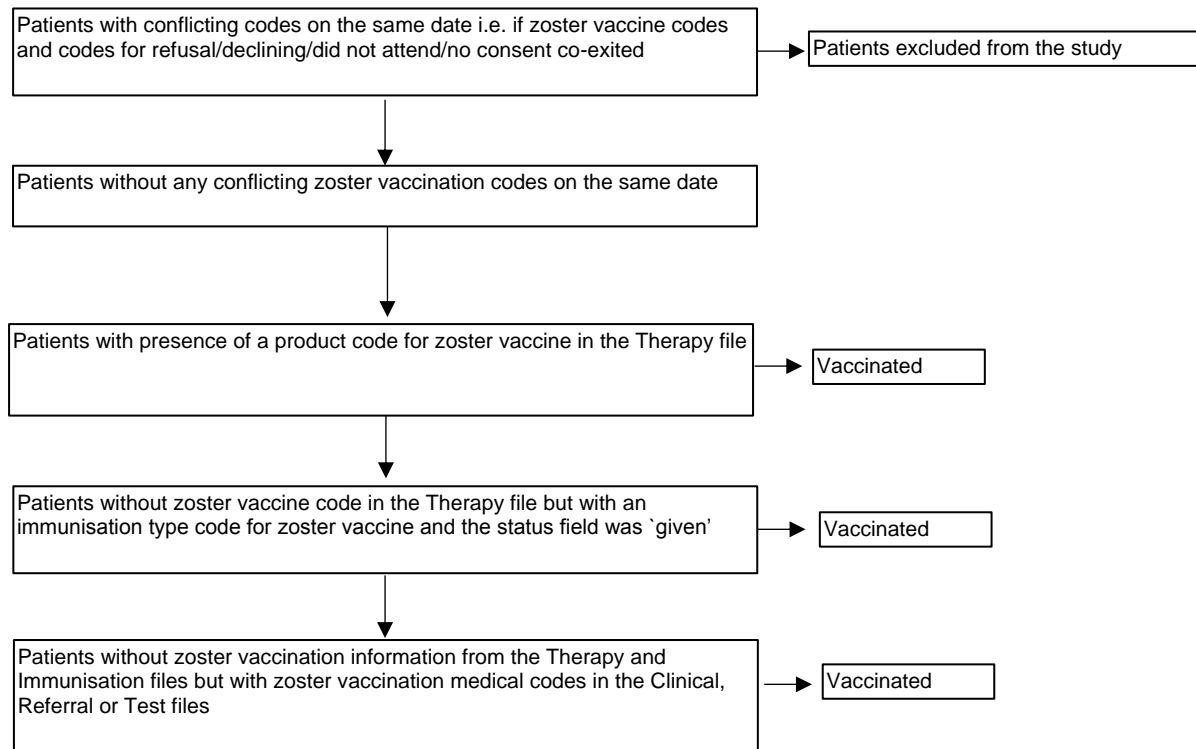 Patients with conflicting codes on the same date i.e. if zoster vaccine codes
and codes for refusal/declining/did not attend/no consent co-exited
Patients excluded from the study
Patients without any conflicting zoster vaccination codes on the same date
Patients with presence of a product code for zoster vaccine in the Therapy file
Vaccinated
Patients without zoster vaccine code in the Therapy file but with an
immunisation type code for zoster vaccine and the status field was `given’
Vaccinated
Patients without zoster vaccination information from the Therapy and
Immunisation files but with zoster vaccination medical codes in the Clinical,
Referral or Test files
Vaccinated